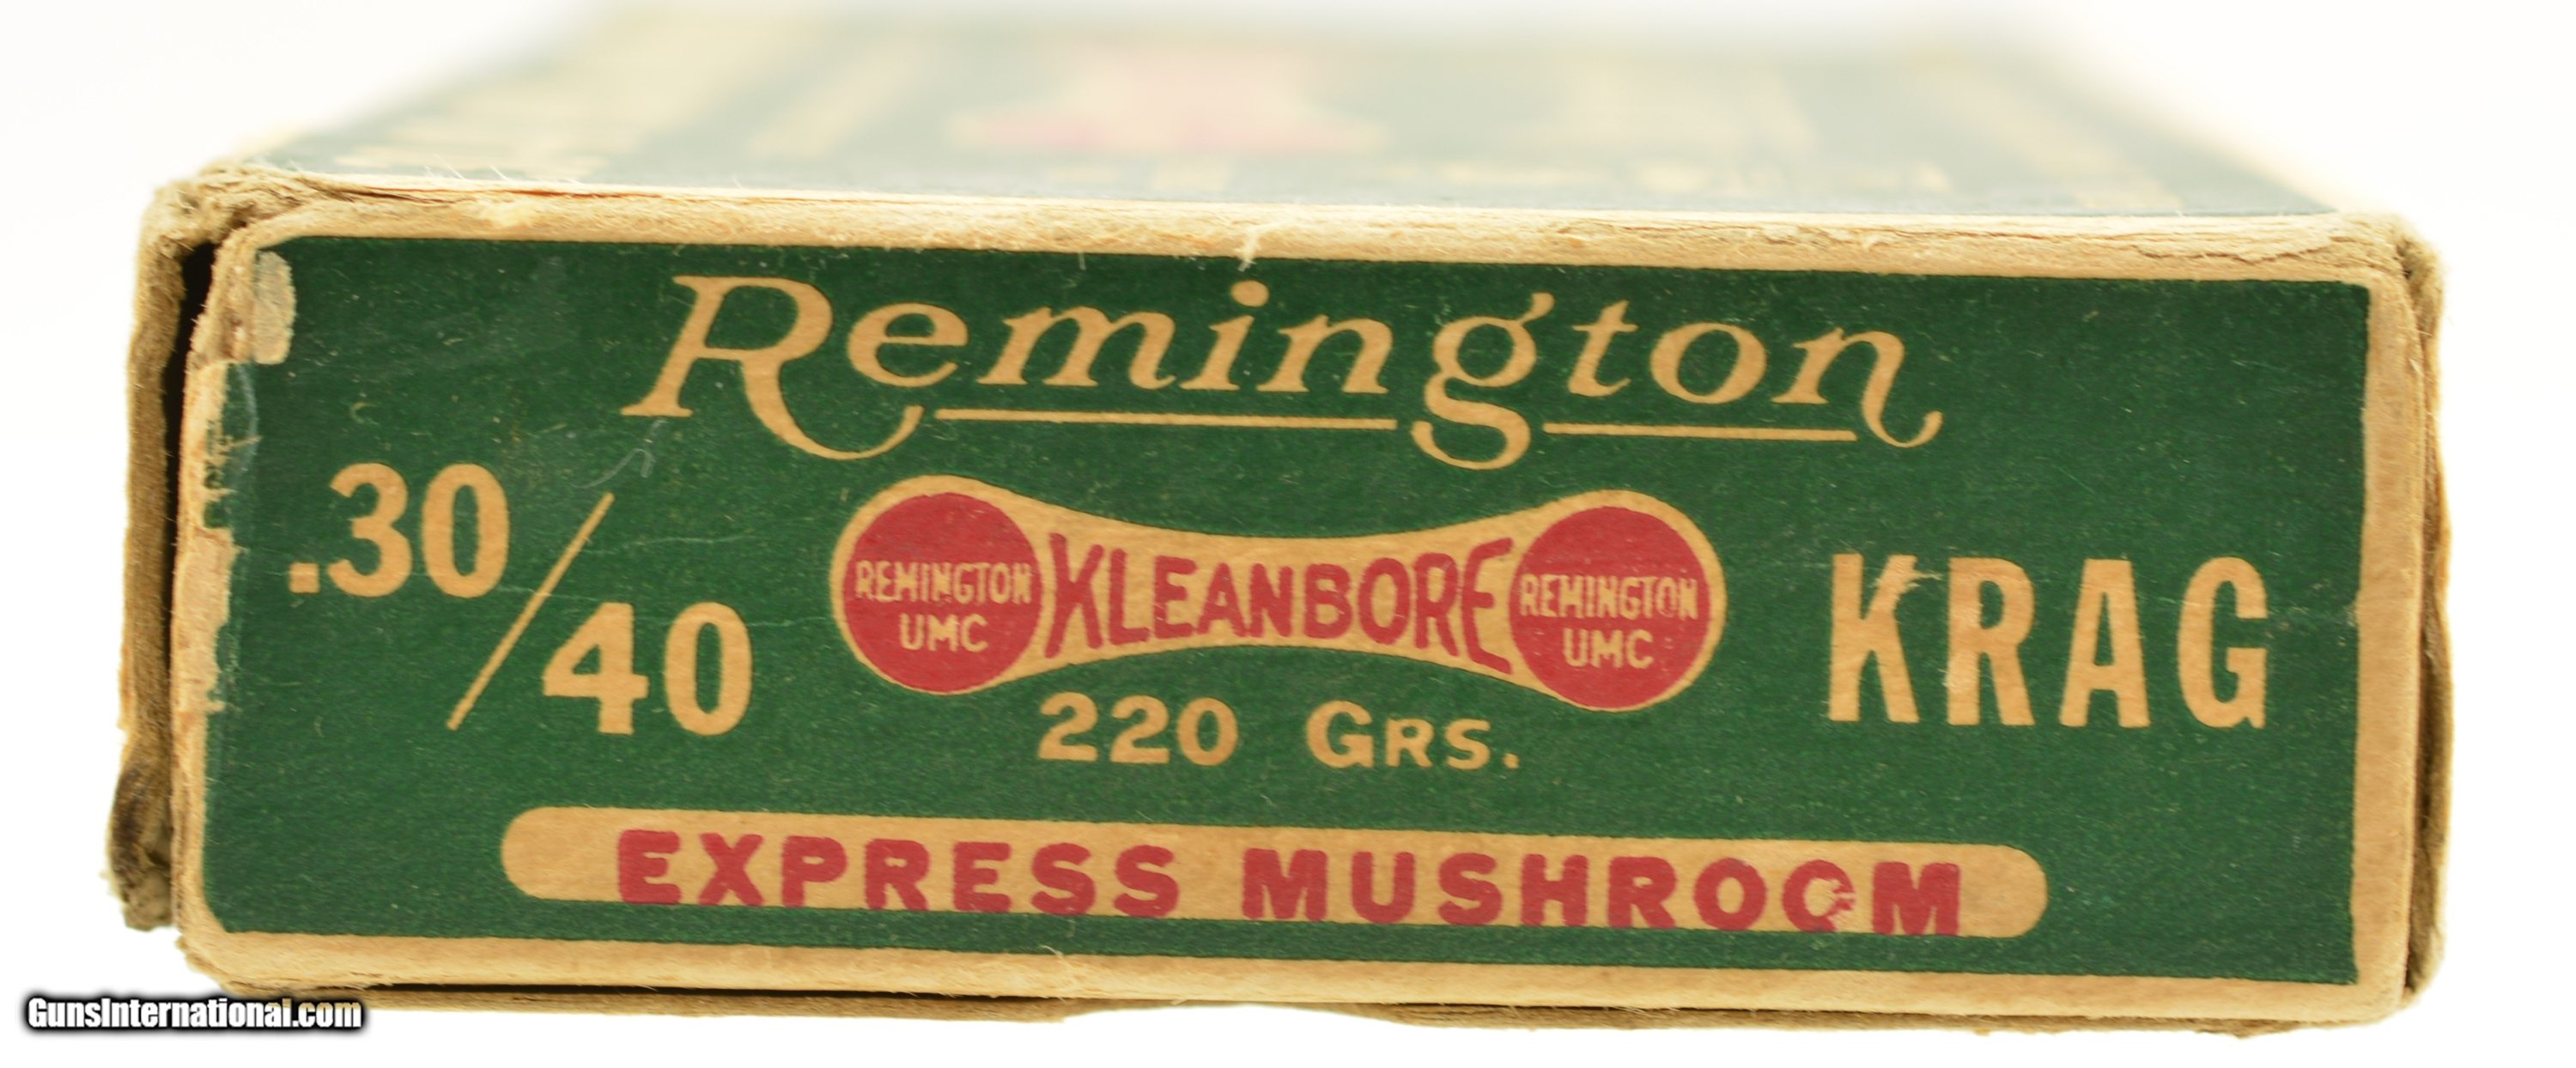 Remington
.30/40
REMINGTON UMC
KLEANBORE
REMINGTON UMC
KRAG
220 GRS.
EXPRESS MUSHROOM
GunsInternational.com